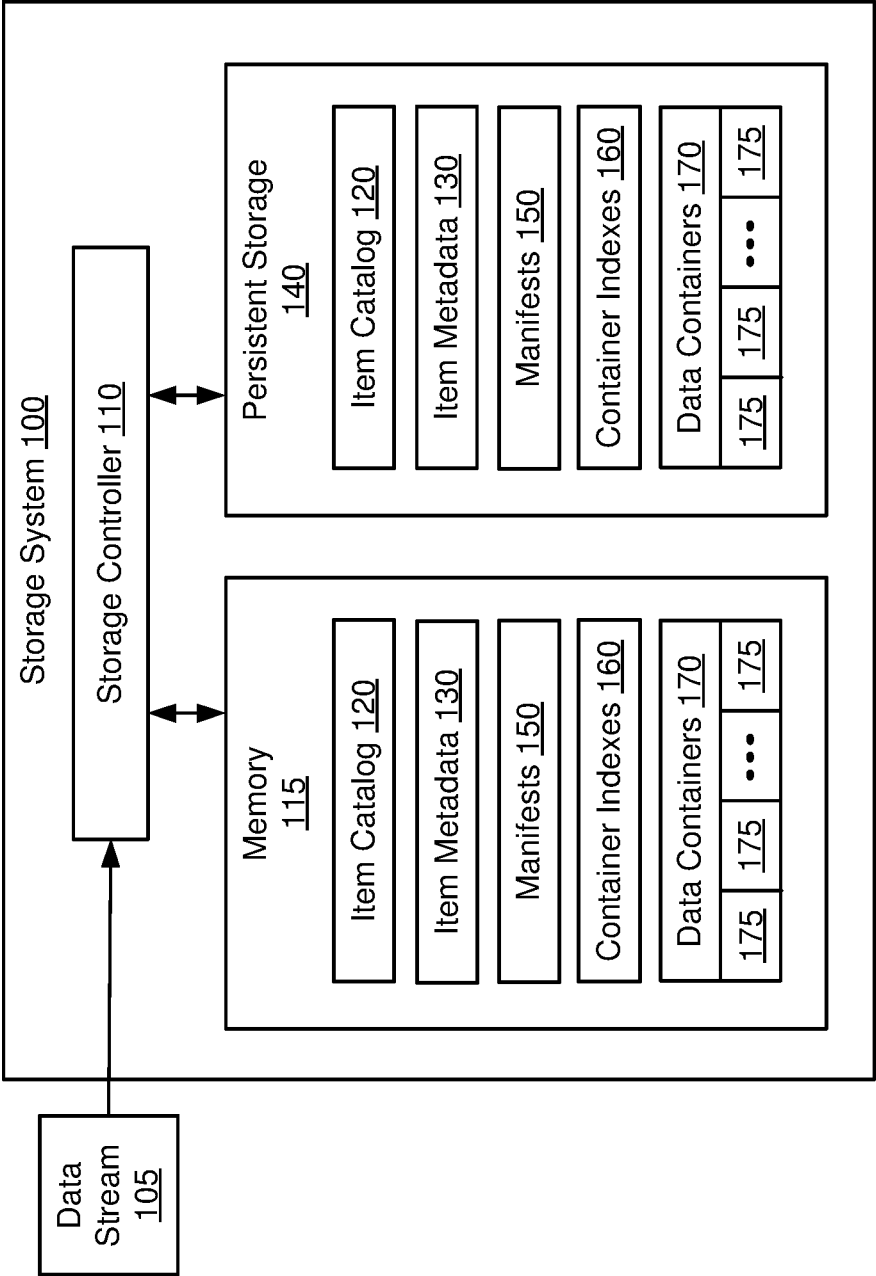 Data
Stream
105
Storage System 100
Storage Controller 110
Memory
115
Item Catalog 120
Item Metadata 130
Manifests 150
Container Indexes 160
Data Containers 170
175 175 ••• 175
Persistent Storage
140
Item Catalog 120
Item Metadata 130
Manifests 150
Container Indexes 160
Data Containers 170
175 175 ••• 175